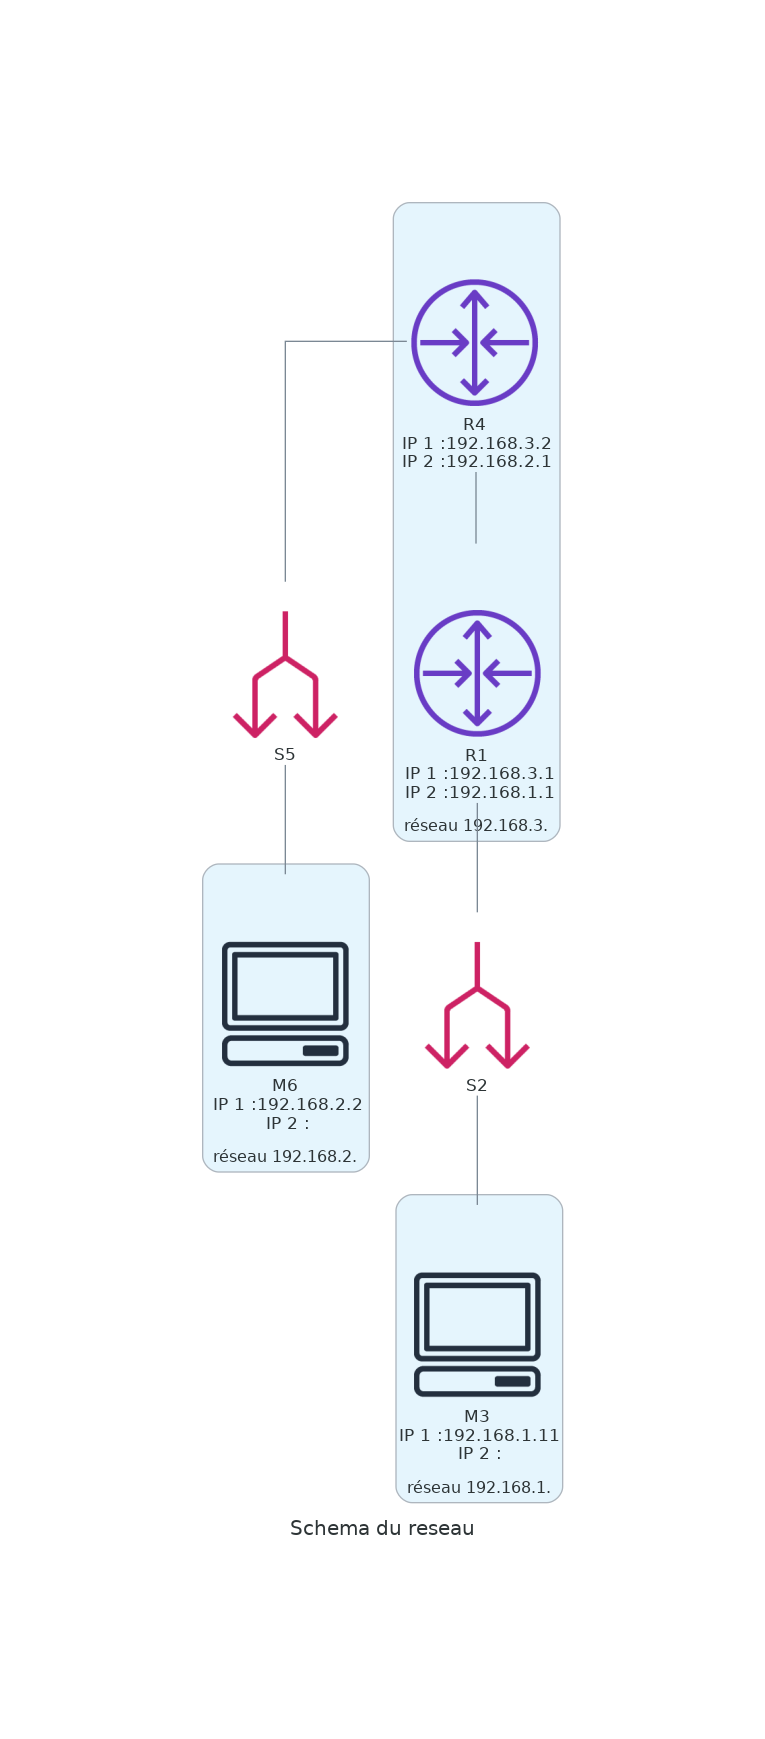 R4
IP 1 :192.168.3.2
IP 2 :192.168.2.1
R1
IP 1 :192.168.3.1
IP 2 :192.168.1.1
réseau 192.168.3.
S5
S2
M6
IP 1 :192.168.2.2
IP 2 :
réseau 192.168.2.
M3
IP 1 :192.168.1.11
IP 2 :
réseau 192.168.1.
Schema du reseau